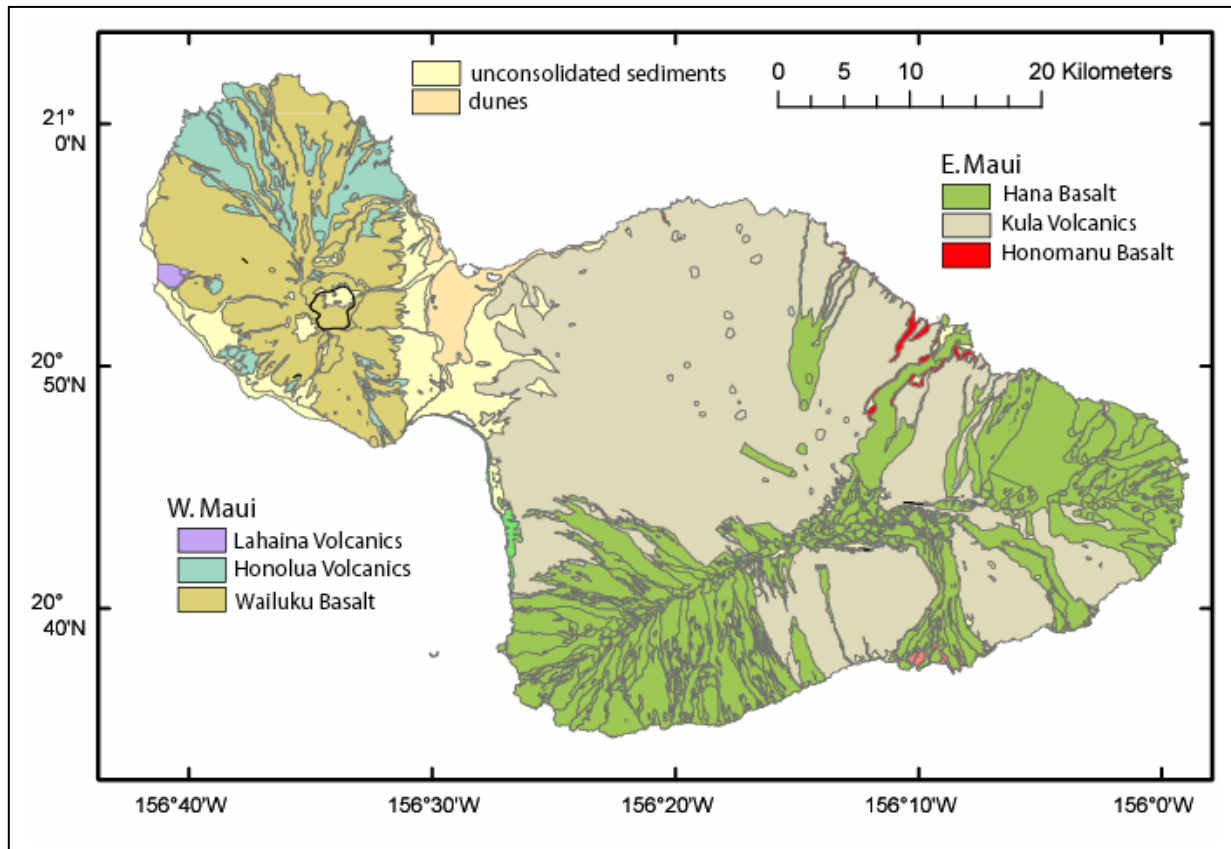 unconsolidated sediments
dunes
0 5 10 20 Kilometers
21°
0'N
E. Maui
Hana Basalt
Kula Volcanics
Honomanu Basalt
20°
50'N
W. Maui
Lahaina Volcanics
Honolua Volcanics
Wailuku Basalt
20°
40'N
156°40'W 156°30'W 156°20'W 156°10'W 156°0'W